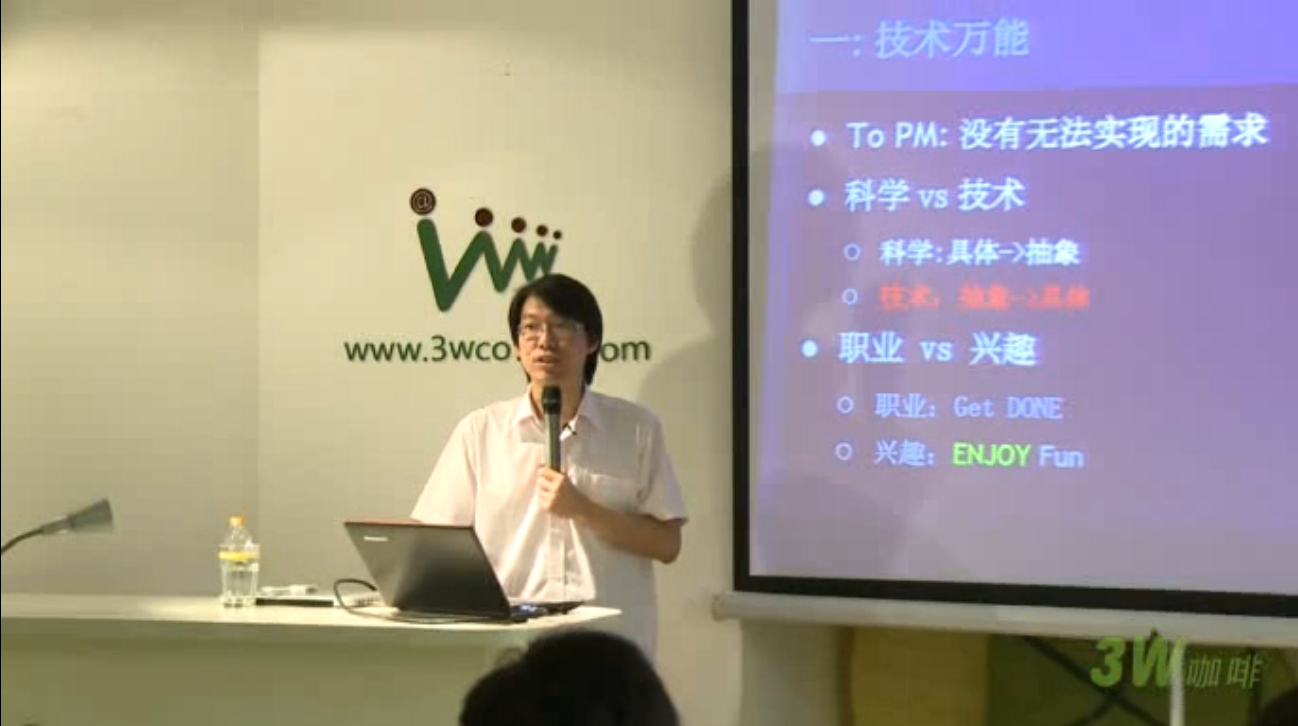 一: 技术万能
• To PM: 没有无法实现的需求
• 科学 vs 技术
○ 科学:具体->抽象
○ 技术: 抽象->具体
• 职业 vs 兴趣
○ 职业: Get DONE
○ 兴趣: ENJOY Fun
@
www.3wco
om
3W咖啡